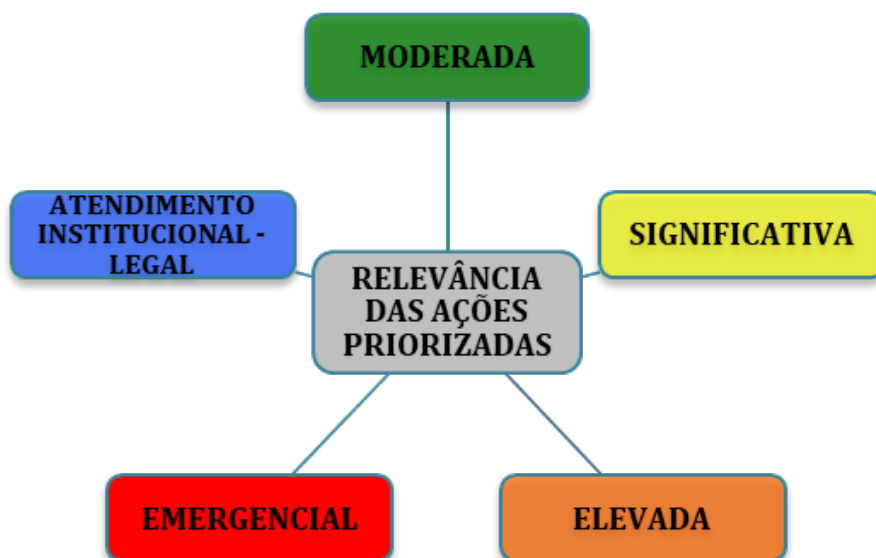 MODERADA
ATENDIMENTO
INSTITUCIONAL -
LEGAL
SIGNIFICATIVA
RELEVÂNCIA
DAS AÇÕES
PRIORIZADAS
EMERGENCIAL
ELEVADA